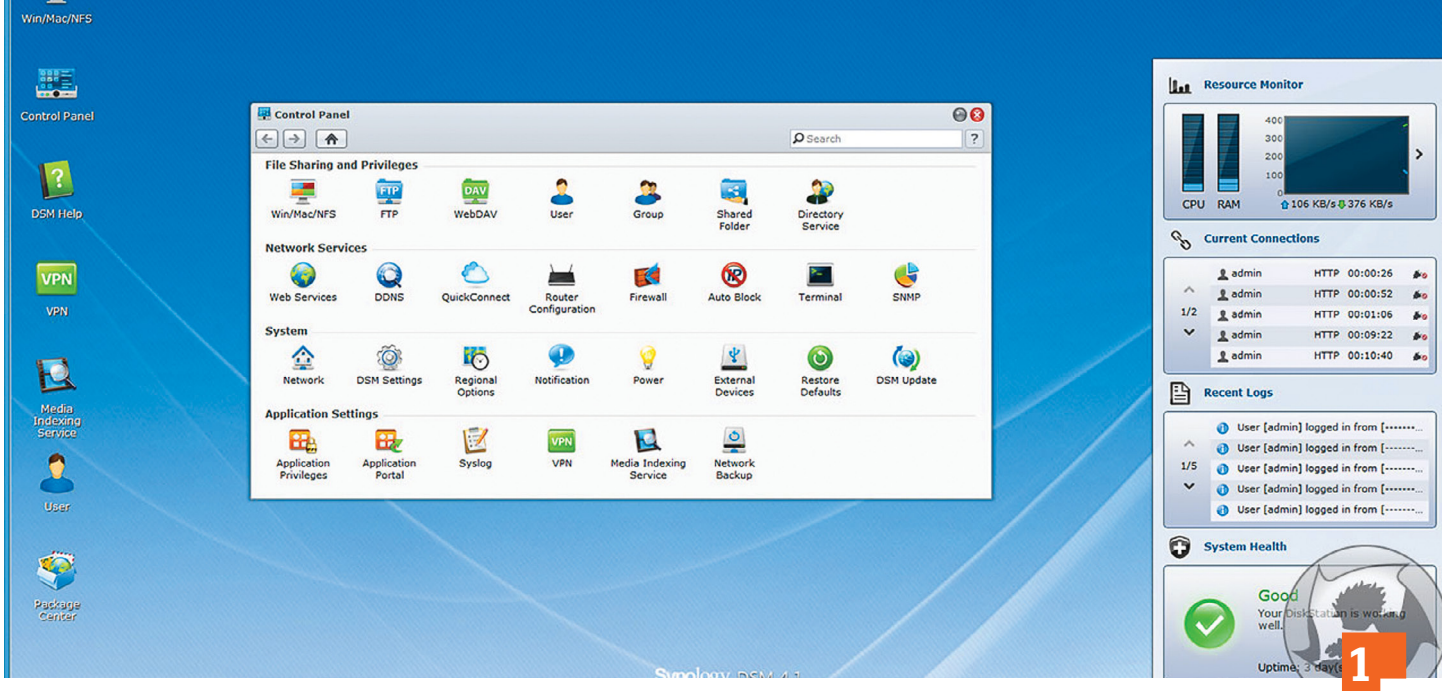 Win/Mac/NFS
Control Panel
DSM Help
VPN
Media
Indexing
Service
User
Package
Center
Control Panel
Search
?
File Sharing and Privileges
Win/Mac/NFS
FTP
WebDAV
User
Group
Shared
Folder
Directory
Service
Network Services
Web Services
DDNS
QuickConnect
Router
Configuration
Firewall
Auto Block
Terminal
SNMP
System
Network
DSM Settings
Regional
Options
Notification
Power
External
Devices
Restore
Defaults
DSM Update
Application Settings
Application
Privileges
Application
Portal
Syslog
VPN
Media Indexing
Service
Network
Backup
Resource Monitor
400
300
200
100
0
CPU RAM 106 KB/s 376 KB/s
Current Connections
admin HTTP 00:00:26
admin HTTP 00:00:52
1/2
admin HTTP 00:01:06
admin HTTP 00:09:22
admin HTTP 00:10:40
Recent Logs
User [admin] logged in from [-------...
User [admin] logged in from [-------...
1/5
User [admin] logged in from [-------...
User [admin] logged in from [-------...
User [admin] logged in from [-------...
System Health
Good
Your DiskStation is working
well.
Uptime: 3
1
Synology DSM 4.1